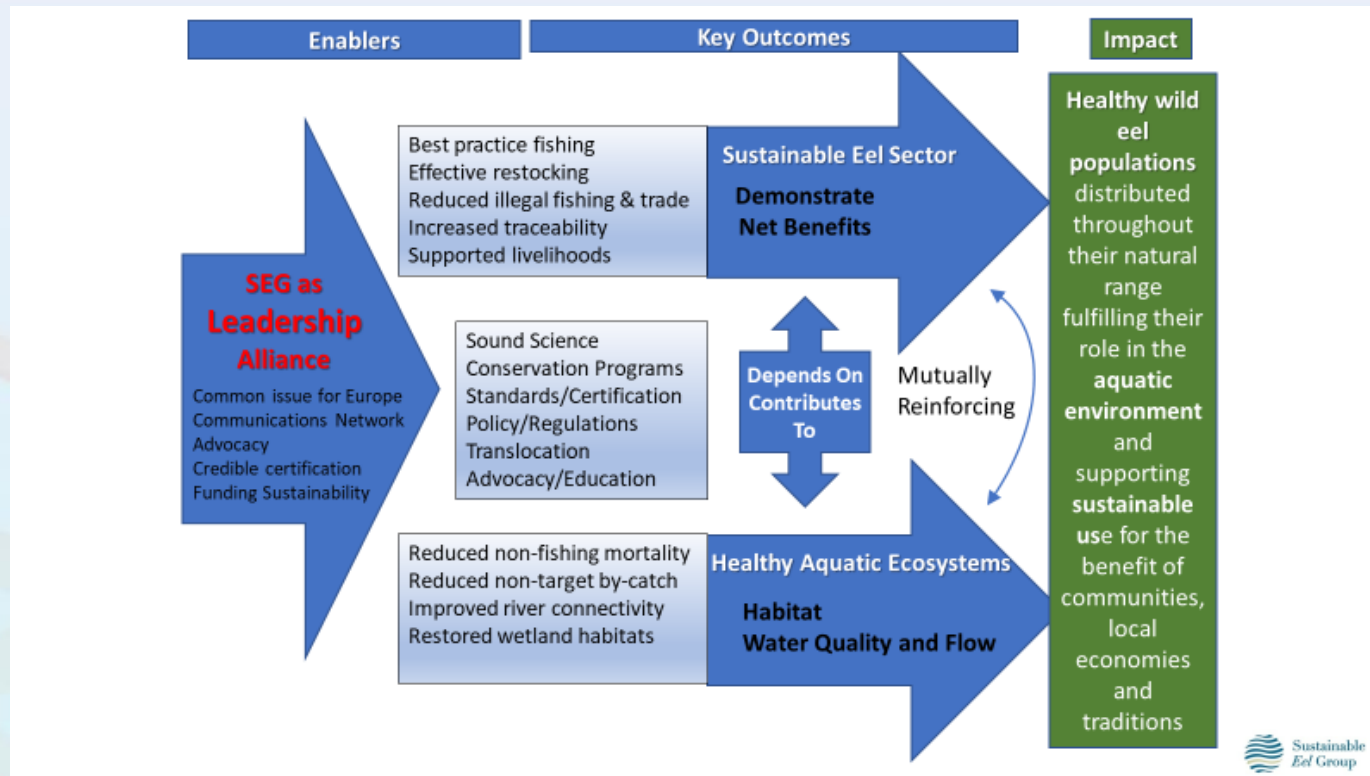 Enablers
Key Outcomes
Impact
SEG as
Leadership
Alliance
Common issue for Europe
Communications Network
Advocacy
Credible certification
Funding Sustainability
Best practice fishing
Effective restocking
Reduced illegal fishing & trade
Increased traceability
Supported livelihoods
Sound Science
Conservation Programs
Standards/Certification
Policy/Regulations
Translocation
Advocacy/Education
Reduced non-fishing mortality
Reduced non-target by-catch
Improved river connectivity
Restored wetland habitats
Sustainable Eel Sector
Demonstrate
Net Benefits
Depends On
Contributes
To
Mutually
Reinforcing
Healthy Aquatic Ecosystems
Habitat
Water Quality and Flow
Healthy wild
eel
populations
distributed
throughout
their natural
range
fulfilling their
role in the
aquatic
environment
and
supporting
sustainable
use for the
benefit of
communities,
local
economies
and
traditions
Sustainable
Eel Group